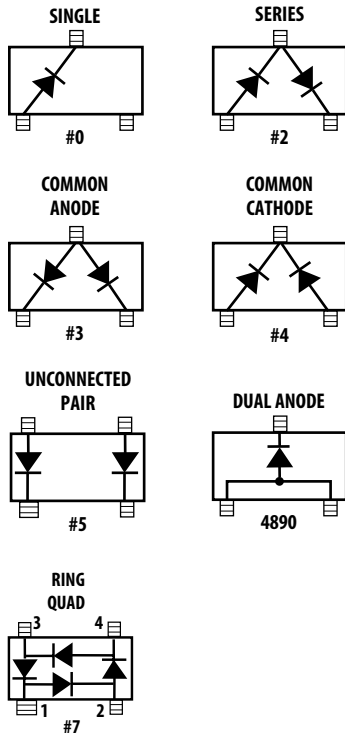 SINGLE
#0
SERIES
#2
COMMON
ANODE
#3
COMMON
CATHODE
#4
UNCONNECTED
PAIR
#5
DUAL ANODE
4890
RING
QUAD
3 4
1 2
#7